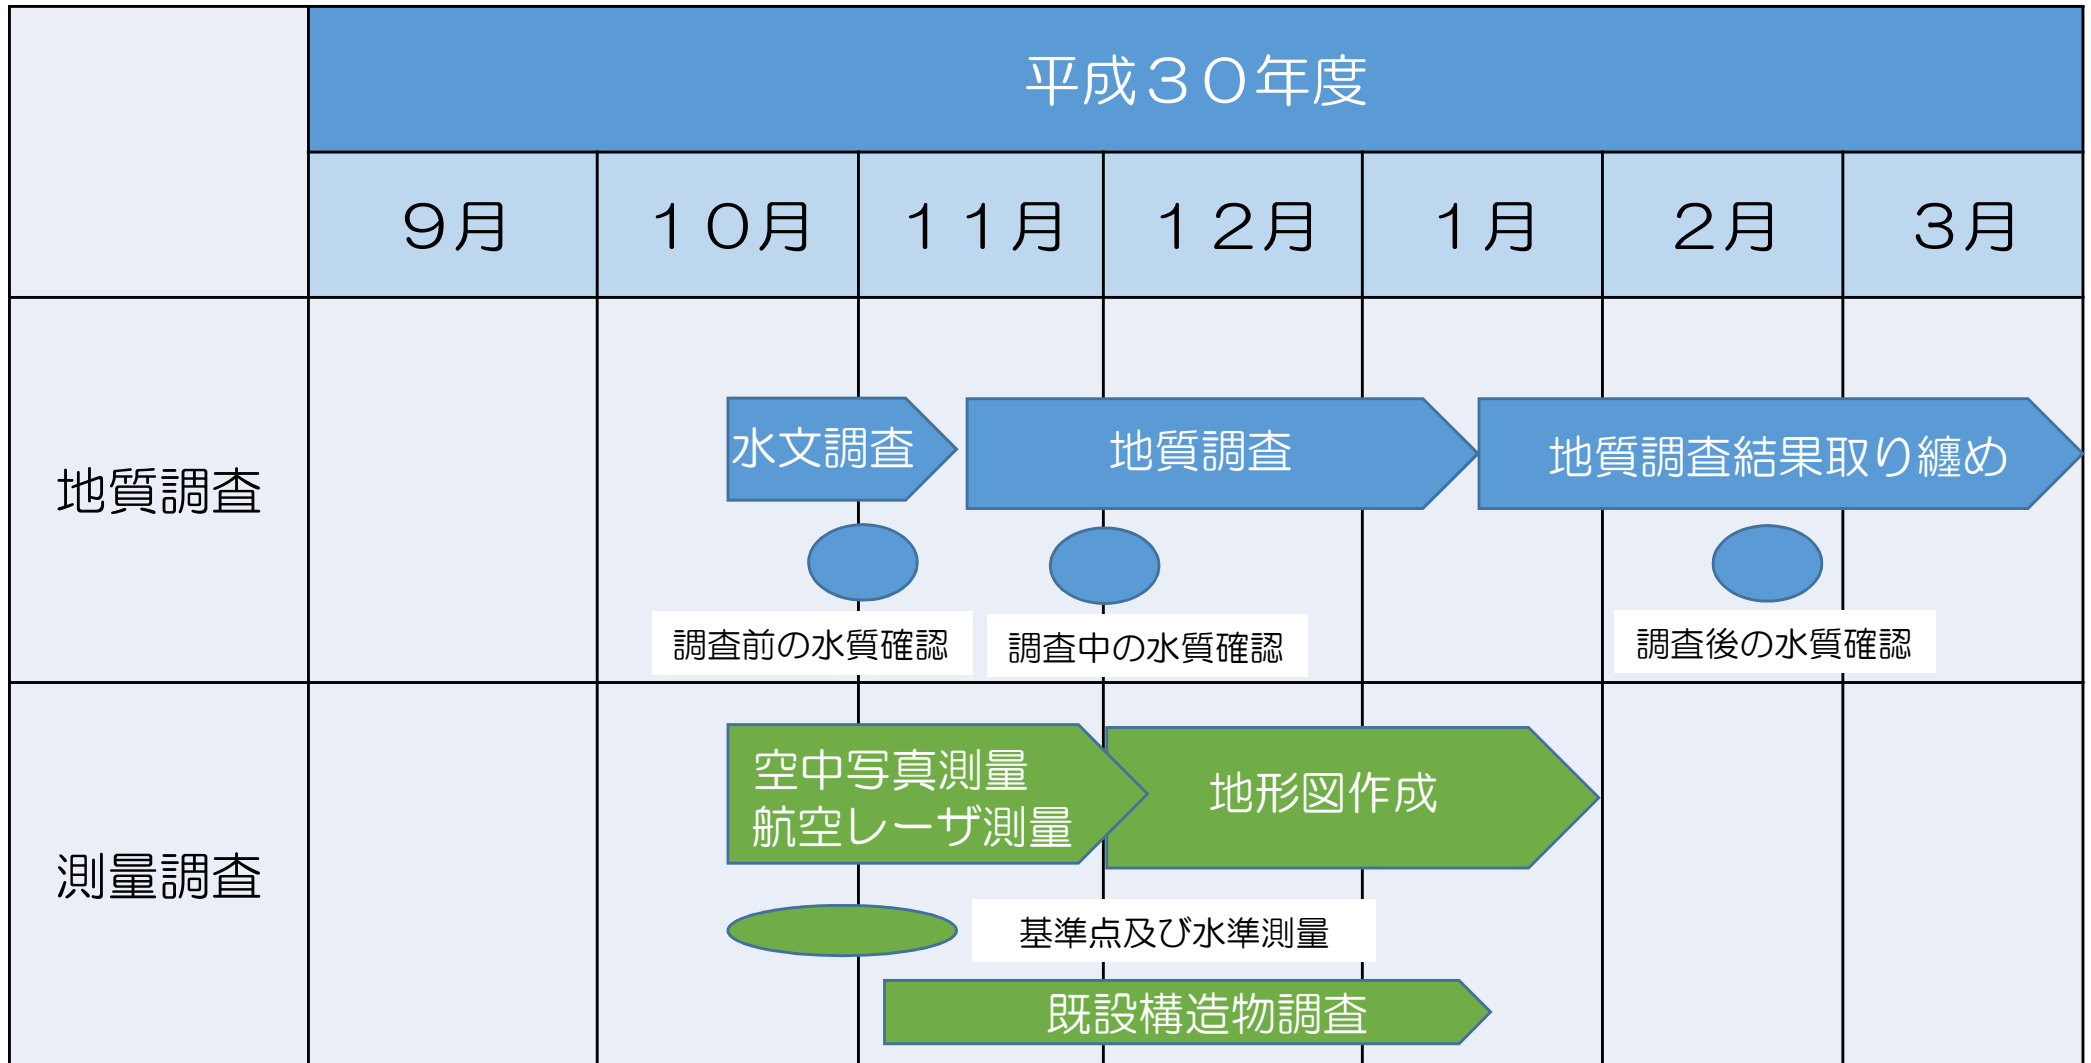 平成３０年度
９月
１０月
１１月
１２月
１月
２月
３月
地質調査
水文調査
地質調査
地質調査結果取り纏め
調査前の水質確認
調査中の水質確認
調査後の水質確認
測量調査
空中写真測量
航空レーザ測量
地形図作成
基準点及び水準測量
既設構造物調査